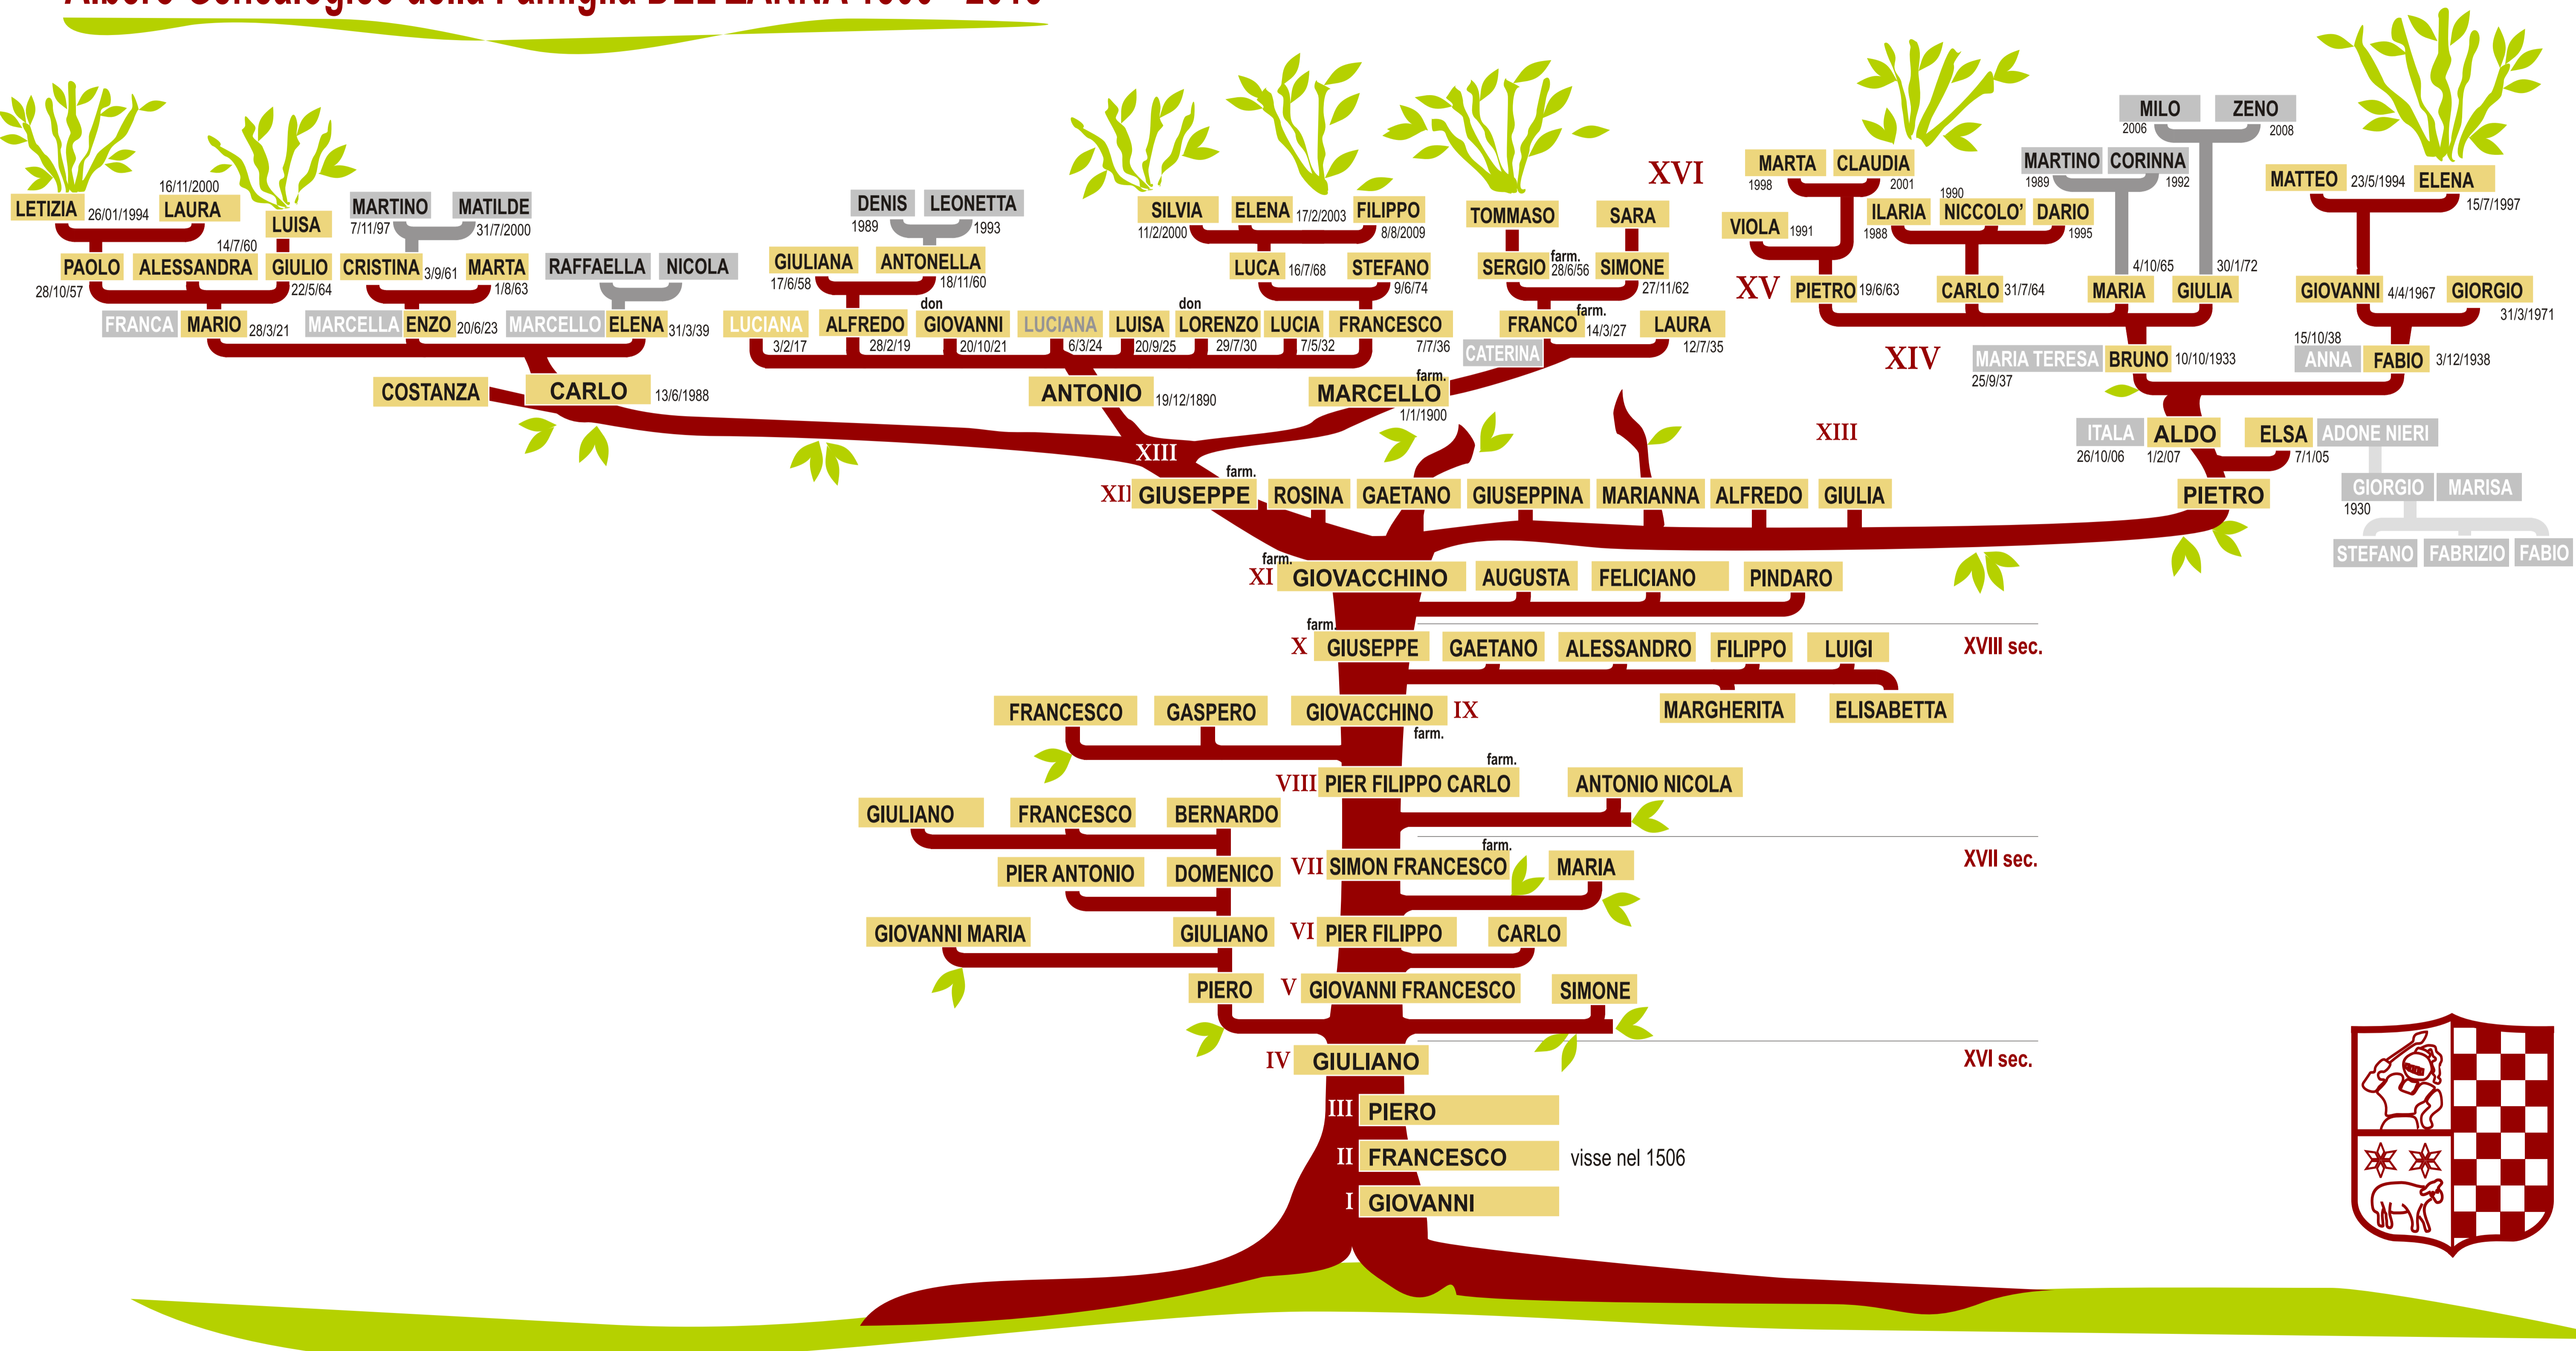 MILO ZENO
2006 2008
XVI
MARTA CLAUDIA
1998 2001
MARTINO CORINNA
1989 1992
MATTEO 23/5/1994 ELENA
15/7/1997
16/11/2000
LETIZIA 26/01/1994 LAURA
LUISA
MARTINO MATILDE
7/11/97 31/7/2000
DENIS LEONETTA
1989 1993
SILVIA ELENA 17/2/2003 FILIPPO
11/2/2000 8/8/2009
TOMMASO SARA
VIOLA 1991
1990
ILARIA NICCOLO' DARIO
1988 1995
14/7/60
PAOLO ALESSANDRA GIULIO CRISTINA 3/9/61 MARTA
28/10/57 22/5/64 1/8/63
RAFFAELLA NICOLA
GIULIANA ANTONELLA
17/6/58 18/11/60
LUCA 16/7/68 STEFANO
9/6/74
farm.
SERGIO 28/6/56 SIMONE
27/11/62
4/10/65 30/1/72
XV PIETRO 19/6/63 CARLO 31/7/64 MARIA GIULIA
GIOVANNI 4/4/1967 GIORGIO
31/3/1971
FRANCA MARIO 28/3/21 MARCELLA ENZO 20/6/23 MARCELLO ELENA 31/3/39
don don
LUCIANA ALFREDO GIOVANNI LUCIANA LUISA LORENZO LUCIA FRANCESCO
3/2/17 28/2/19 20/10/21 6/3/24 20/9/25 29/7/30 7/5/32 7/7/36
farm.
FRANCO 14/3/27 LAURA
CATERINA 12/7/35
XIV MARIA TERESA BRUNO 10/10/1933
25/9/37
15/10/38
ANNA FABIO 3/12/1938
COSTANZA CARLO 13/6/1988
ANTONIO 19/12/1890
farm.
MARCELLO
1/1/1900
XIII XIII
ITALA ALDO ELSA ADONE NIERI
26/10/06 1/2/07 7/1/05
farm.
XII GIUSEPPE ROSINA GAETANO GIUSEPPINA MARIANNA ALFREDO GIULIA PIETRO
GIORGIO MARISA
1930
STEFANO FABRIZIO FABIO
farm.
XI GIOVACCHINO AUGUSTA FELICIANO PINDARO
farm.
X GIUSEPPE GAETANO ALESSANDRO FILIPPO LUIGI XVIII sec.
FRANCESCO GASPERO GIOVACCHINO IX MARGHERITA ELISABETTA
farm.
farm.
VIII PIER FILIPPO CARLO ANTONIO NICOLA
GIULIANO FRANCESCO BERNARDO
farm.
PIER ANTONIO DOMENICO VII SIMON FRANCESCO MARIA XVII sec.
GIOVANNI MARIA GIULIANO VI PIER FILIPPO CARLO
PIERO V GIOVANNI FRANCESCO SIMONE
IV GIULIANO XVI sec.
III PIERO
II FRANCESCO visse nel 1506
I GIOVANNI